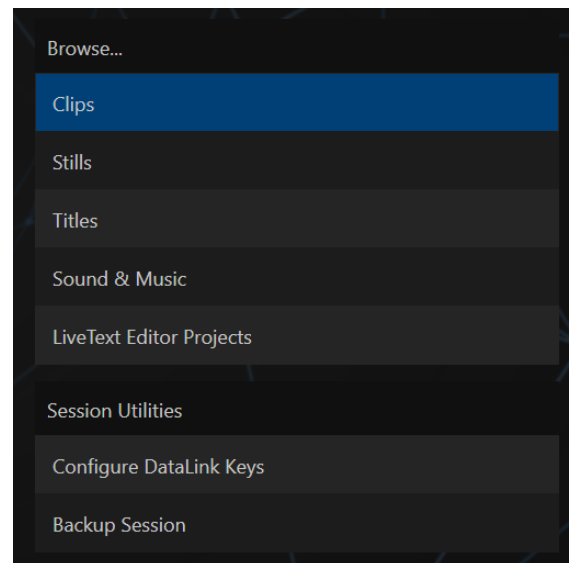 Browse...
Clips
Stills
Titles
Sound & Music
LiveText Editor Projects
Session Utilities
Configure DataLink Keys
Backup Session